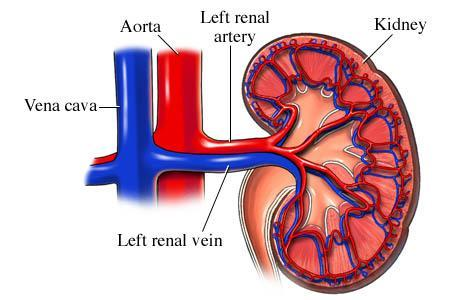 Aorta
Left renal
artery
Kidney
Vena cava
Left renal vein